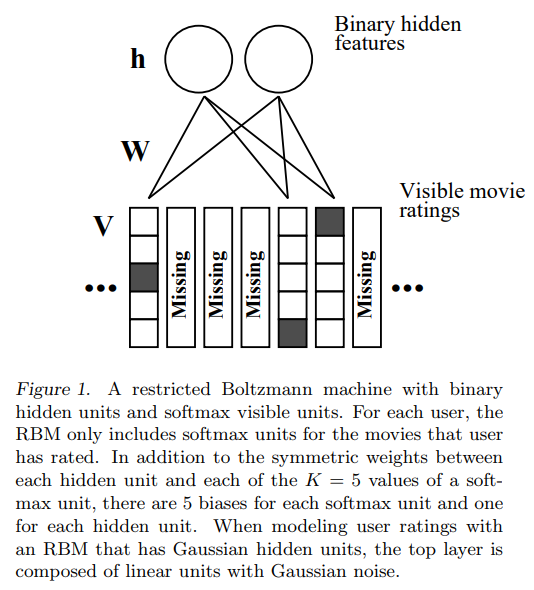 Binary hidden
features
h
W
Visible movie
ratings
V
Missing
Missing
Missing
Missing
...
...
Figure 1. A restricted Boltzmann machine with binary
hidden units and softmax visible units. For each user, the
RBM only includes softmax units for the movies that user
has rated. In addition to the symmetric weights between
each hidden unit and each of the K = 5 values of a soft-
max unit, there are 5 biases for each softmax unit and one
for each hidden unit. When modeling user ratings with
an RBM that has Gaussian hidden units, the top layer is
composed of linear units with Gaussian noise.